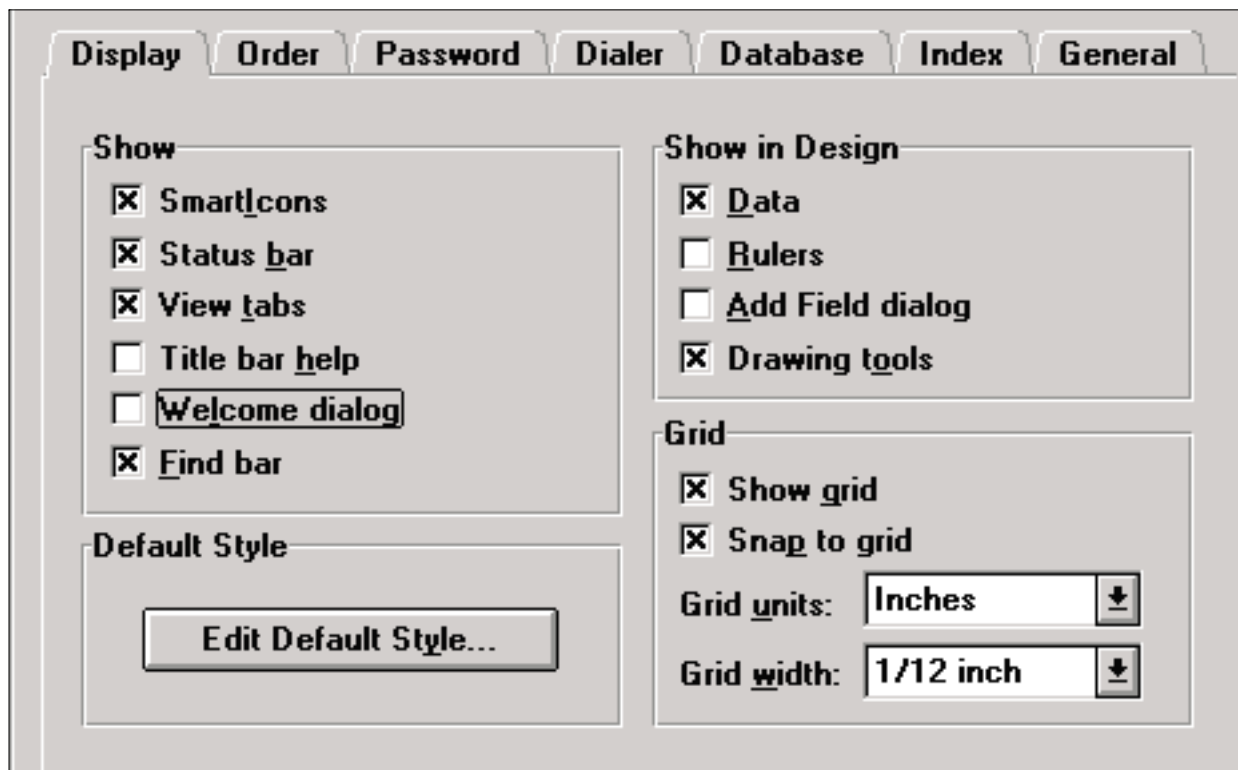 Display Order Password Dialer Database Index General
Show
SmartIcons
Status bar
View tabs
Title bar help
Welcome dialog
Find bar
Default Style
Edit Default Style...
Show in Design
Data
Rulers
Add Field dialog
Drawing tools
Grid
Show grid
Snap to grid
Grid units: Inches
Grid width: 1/12 inch